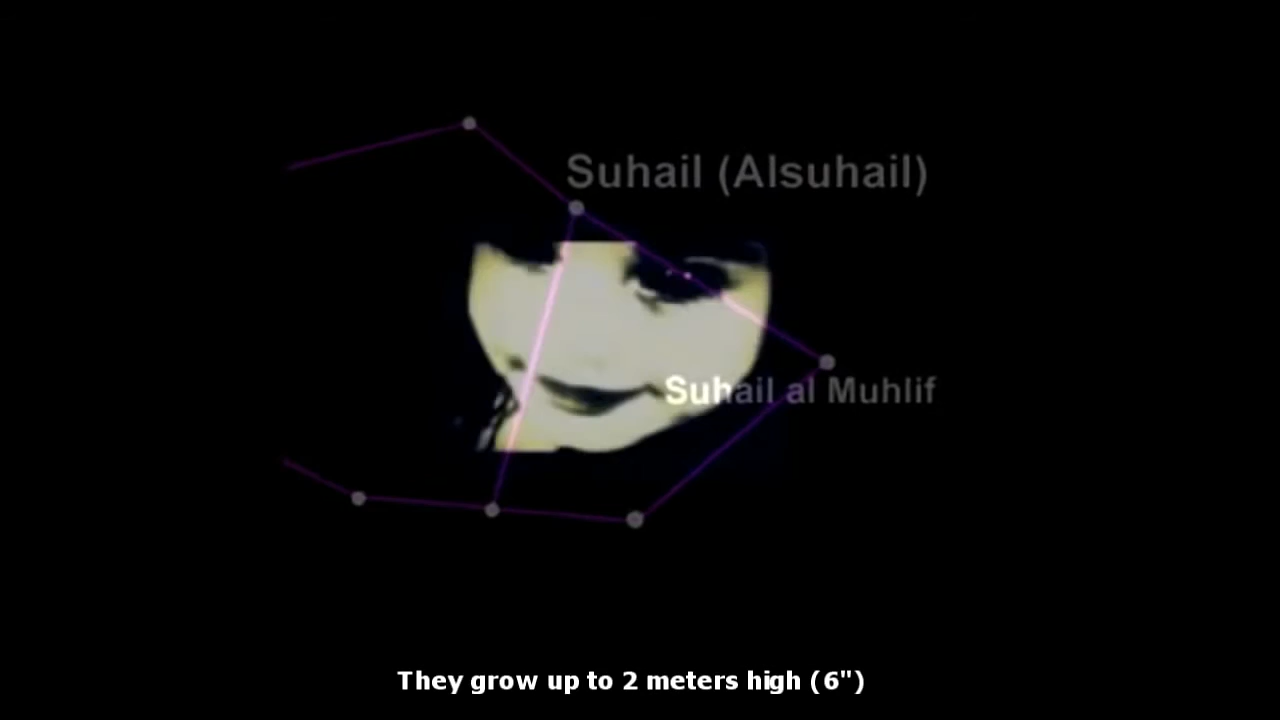 Suhail (Alsuhail)
Suhail al Muhlif
They grow up to 2 meters high (6")